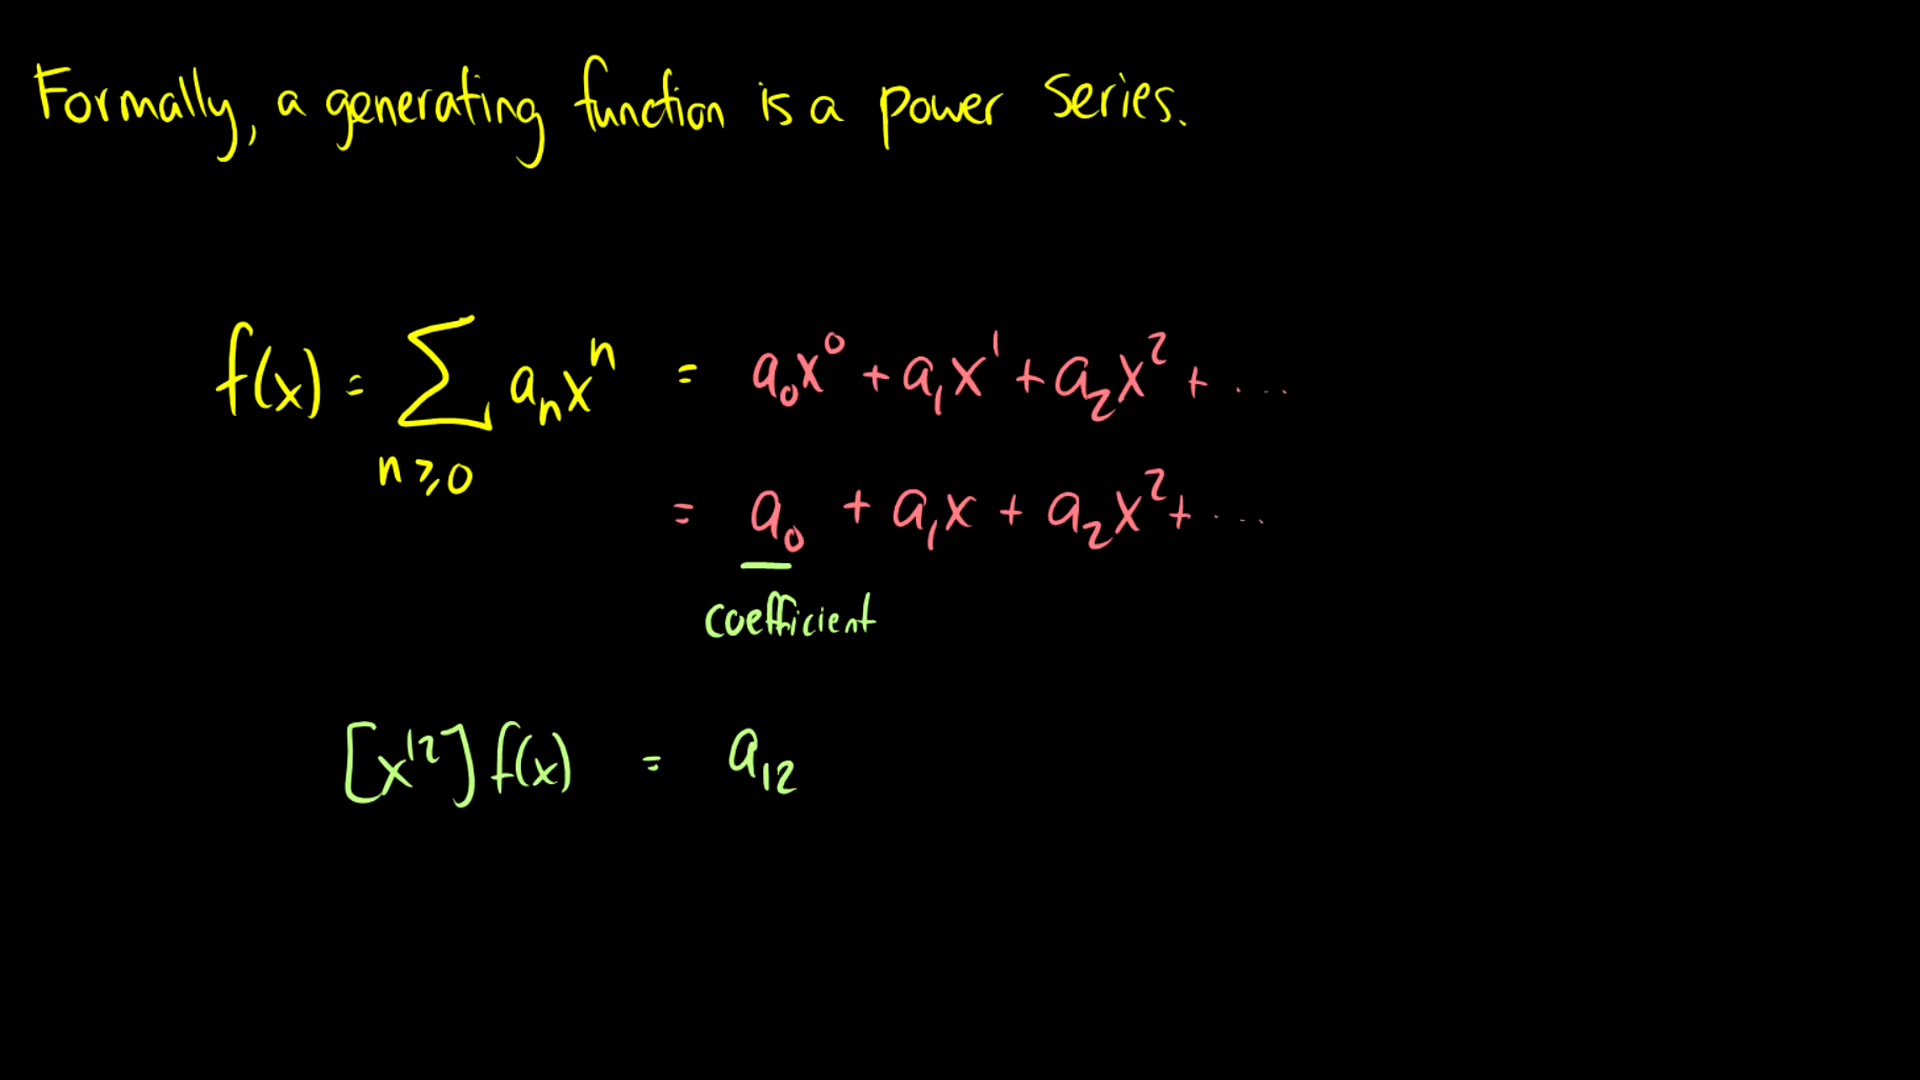 Formally, a generating function is a power series.
f(x) = ∑ aₙxⁿ = a₀x⁰ + a₁x¹ + a₂x² + ....
n ≥ 0
= a₀ + a₁x + a₂x² + ....
coefficient
[x¹²] f(x) = a₁₂